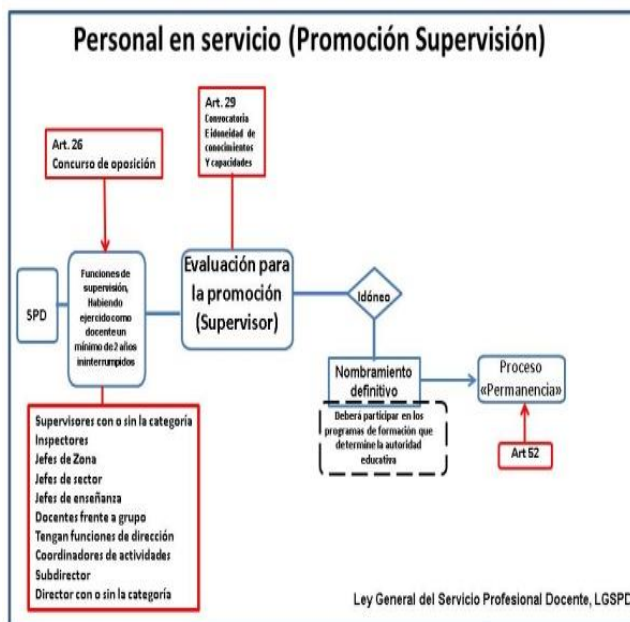 Personal en servicio (Promoción Supervisión)
Art. 29
Convocatoria
E idoneidad de
conocimientos
Y capacidades
Art. 26
Concurso de oposición
SPD
Funciones de
supervisión,
Habiendo
ejercido como
docente un
mínimo de 2 años
ininterrumpidos
Evaluación para
la promoción
(Supervisor)
Idóneo
Nombramiento
definitivo
Deberá participar en los
programas de formación que
determine la autoridad
educativa
Proceso
«Permanencia»
Art 52
Supervisores con o sin la categoría
Inspectores
Jefes de Zona
Jefes de sector
Jefes de enseñanza
Docentes frente a grupo
Tengan funciones de dirección
Coordinadores de actividades
Subdirector
Director con o sin la categoría
Ley General del Servicio Profesional Docente, LGSPD